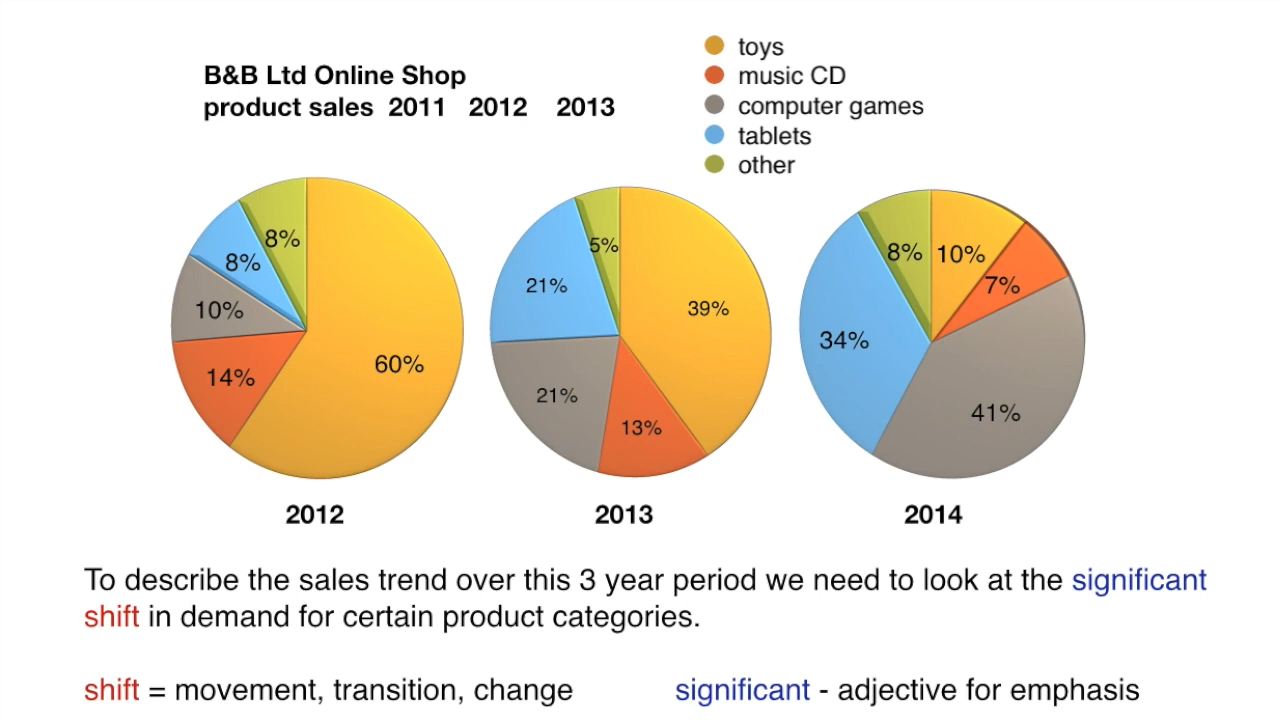 B&B Ltd Online Shop
product sales 2011 2012 2013
toys
music CD
computer games
tablets
other
8%
8%
10%
14%
60%
2012
5%
21%
39%
21%
13%
2013
8%
10%
7%
34%
41%
2014
To describe the sales trend over this 3 year period we need to look at the significant
shift in demand for certain product categories.
shift = movement, transition, change
significant - adjective for emphasis